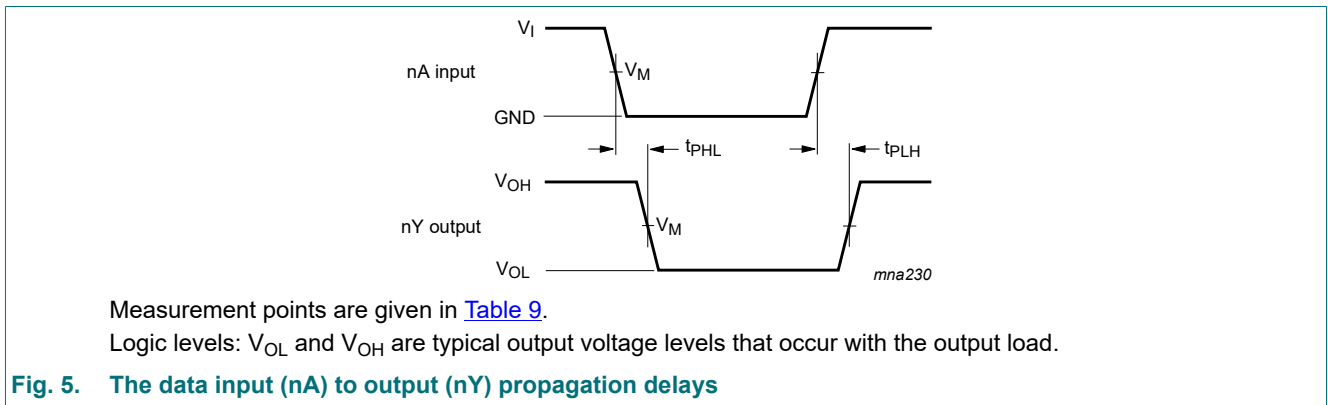 V_I
nA input
V_M
GND
t_PHL
t_PLH
V_OH
nY output
V_M
V_OL
mna230
Measurement points are given in Table 9.
Logic levels: V_OL and V_OH are typical output voltage levels that occur with the output load.
Fig. 5. The data input (nA) to output (nY) propagation delays